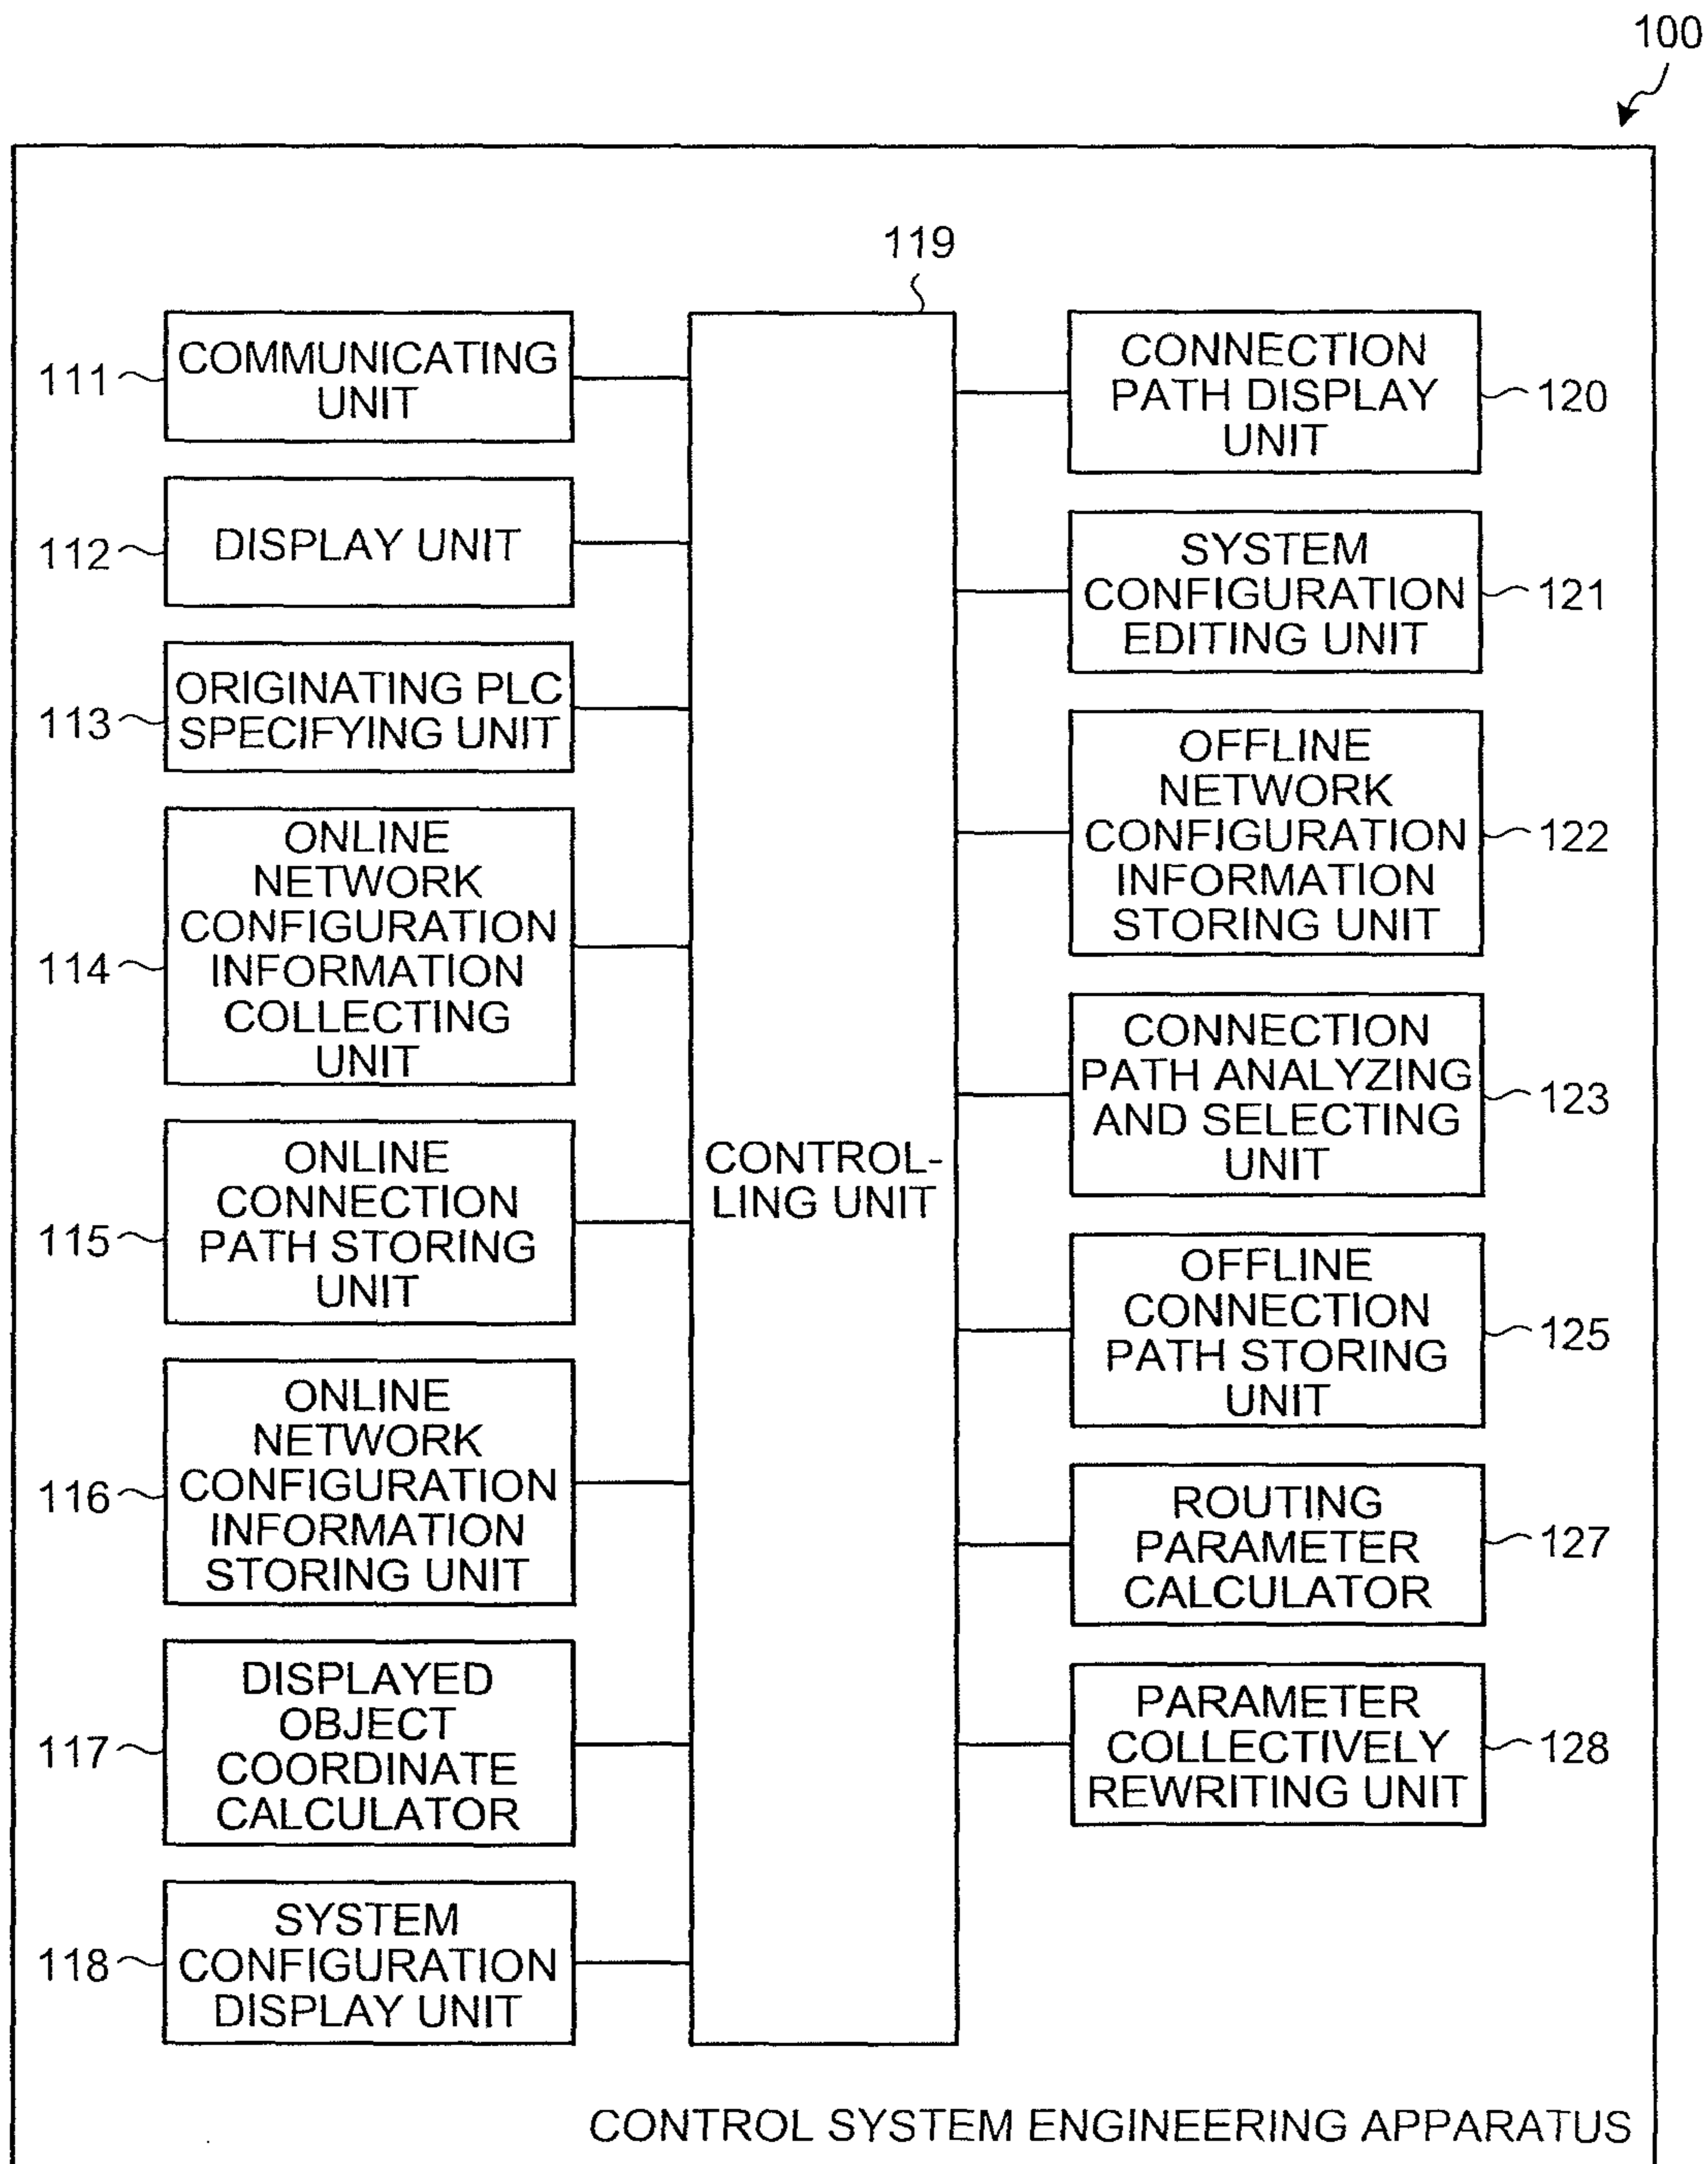 100
119
111
COMMUNICATING
UNIT
112
DISPLAY UNIT
113
ORIGINATING PLC
SPECIFYING UNIT
114
ONLINE
NETWORK
CONFIGURATION
INFORMATION
COLLECTING
UNIT
115
ONLINE
CONNECTION
PATH STORING
UNIT
116
ONLINE
NETWORK
CONFIGURATION
INFORMATION
STORING UNIT
117
DISPLAYED
OBJECT
COORDINATE
CALCULATOR
118
SYSTEM
CONFIGURATION
DISPLAY UNIT
CONTROL-
LING UNIT
CONNECTION
PATH DISPLAY
UNIT
120
SYSTEM
CONFIGURATION
EDITING UNIT
121
OFFLINE
NETWORK
CONFIGURATION
INFORMATION
STORING UNIT
122
CONNECTION
PATH ANALYZING
AND SELECTING
UNIT
123
OFFLINE
CONNECTION
PATH STORING
UNIT
125
ROUTING
PARAMETER
CALCULATOR
127
PARAMETER
COLLECTIVELY
REWRITING UNIT
128
CONTROL SYSTEM ENGINEERING APPARATUS